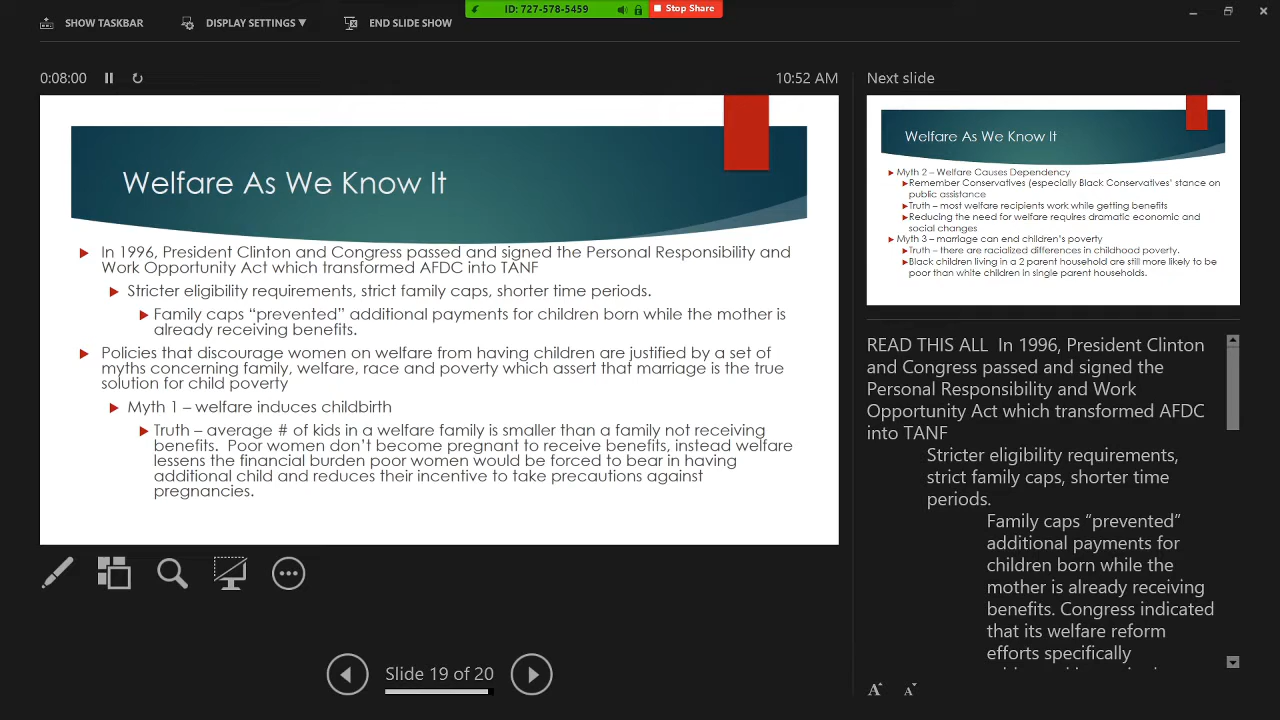 SHOW TASKBAR
DISPLAY SETTINGS ▼
END SLIDE SHOW
ID: 727-578-5459
Stop Share
0:08:00
10:52 AM
Welfare As We Know It
In 1996, President Clinton and Congress passed and signed the Personal Responsibility and
Work Opportunity Act which transformed AFDC into TANF
Stricter eligibility requirements, strict family caps, shorter time periods.
Family caps “prevented” additional payments for children born while the mother is
already receiving benefits.
Policies that discourage women on welfare from having children are justified by a set of
myths concerning family, welfare, race and poverty which assert that marriage is the true
solution for child poverty
Myth 1 – welfare induces childbirth
Truth – average # of kids in a welfare family is smaller than a family not receiving
benefits.  Poor women don’t become pregnant to receive benefits, instead welfare
lessens the financial burden poor women would be forced to bear in having
additional child and reduces their incentive to take precautions against
pregnancies.
Slide 19 of 20
Next slide
Welfare As We Know It
Myth 2 – Welfare Causes Dependency
Remember Conservatives (especially Black Conservatives’ stance on
public assistance
Truth – most welfare recipients work while getting benefits
Reducing the need for welfare requires dramatic economic and
social changes
Myth 3 – marriage can end children’s poverty
Truth – there are racialized differences in childhood poverty.
Black children living in a 2 parent household are still more likely to be
poor than white children in single parent households.
READ THIS ALL  In 1996, President Clinton
and Congress passed and signed the
Personal Responsibility and Work
Opportunity Act which transformed AFDC
into TANF
Stricter eligibility requirements,
strict family caps, shorter time
periods.
Family caps “prevented”
additional payments for
children born while the
mother is already receiving
benefits. Congress indicated
that its welfare reform
efforts specifically
A A